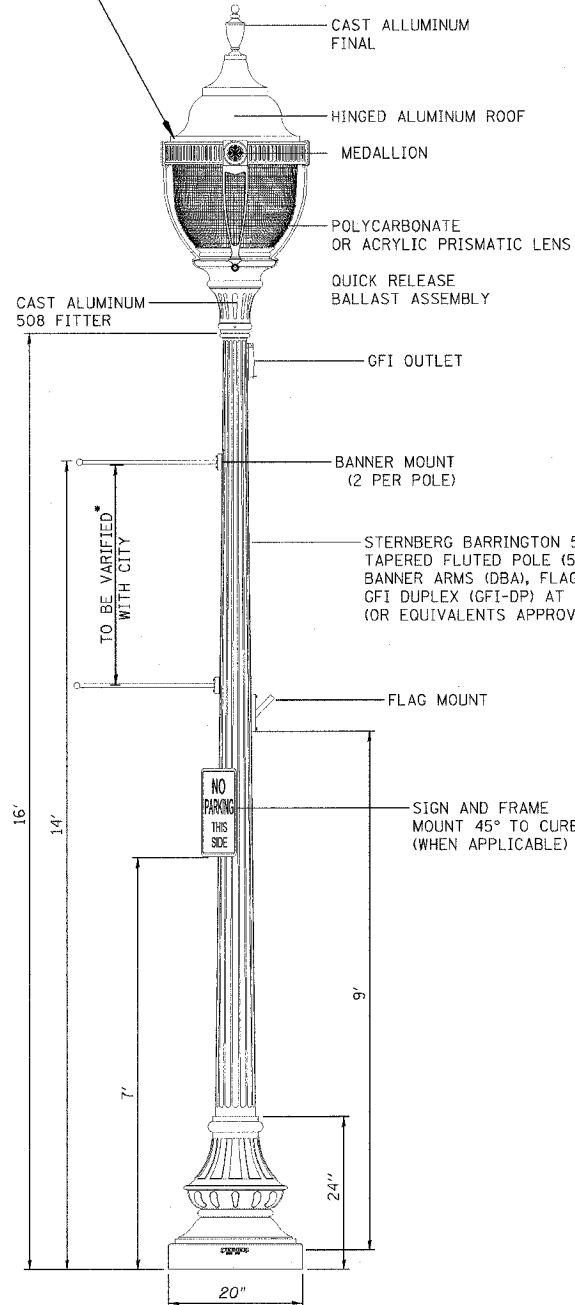 CAST ALLUMINUM
FINAL
HINGED ALUMINUM ROOF
MEDALLION
POLYCARBONATE
OR ACRYLIC PRISMATIC LENS
QUICK RELEASE
BALLAST ASSEMBLY
CAST ALUMINUM
508 FITTER
GFI OUTLET
BANNER MOUNT
(2 PER POLE)
TO BE VARIFIED*
WITH CITY
STERNBERG BARRINGTON 5
TAPERED FLUTED POLE (5
BANNER ARMS (DBA), FLAG
GFI DUPLEX (GFI-DP) AT
(OR EQUIVALENTS APPROV
FLAG MOUNT
NO
PARKING
THIS
SIDE
SIGN AND FRAME
MOUNT 45° TO CURB
(WHEN APPLICABLE)
16'
14'
7'
9'
24"
20"